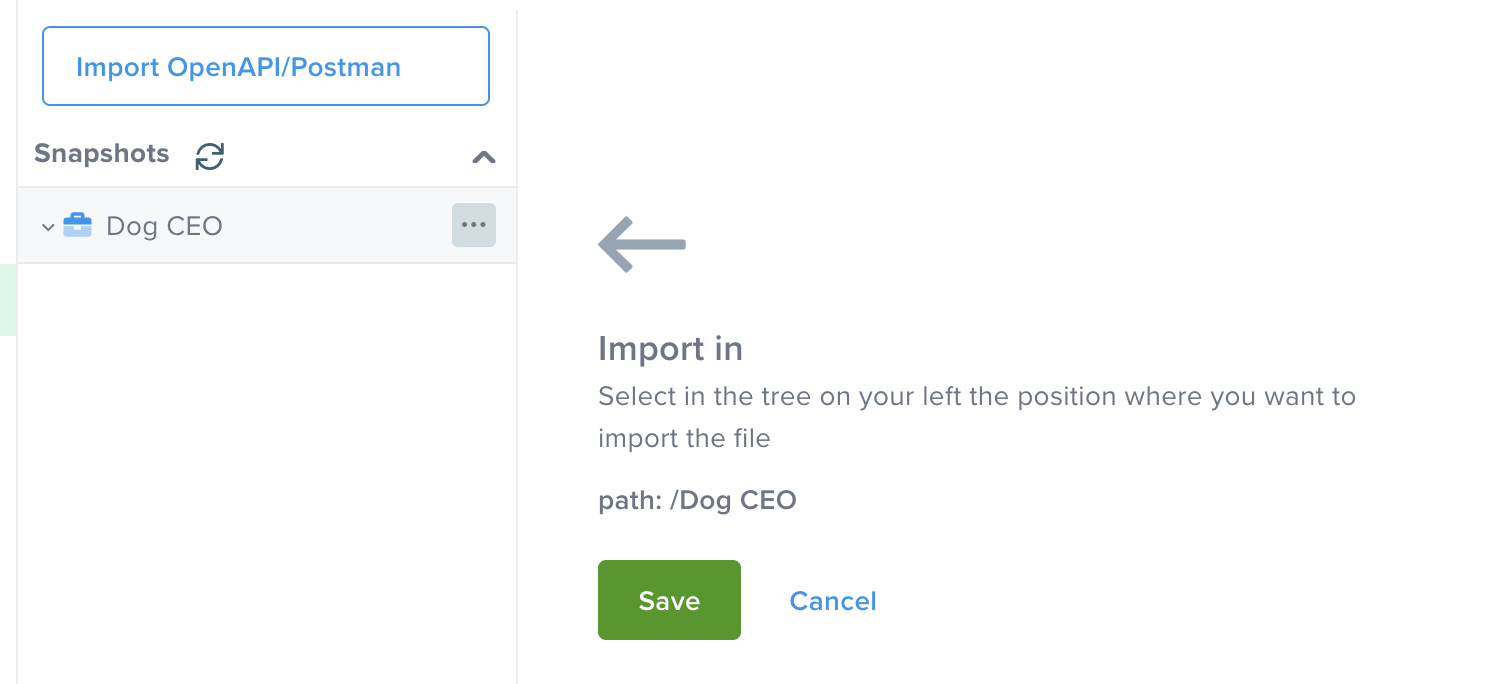 Import OpenAPI/Postman
Snapshots
Dog CEO
Import in
Select in the tree on your left the position where you want to
import the file
path: /Dog CEO
Save
Cancel